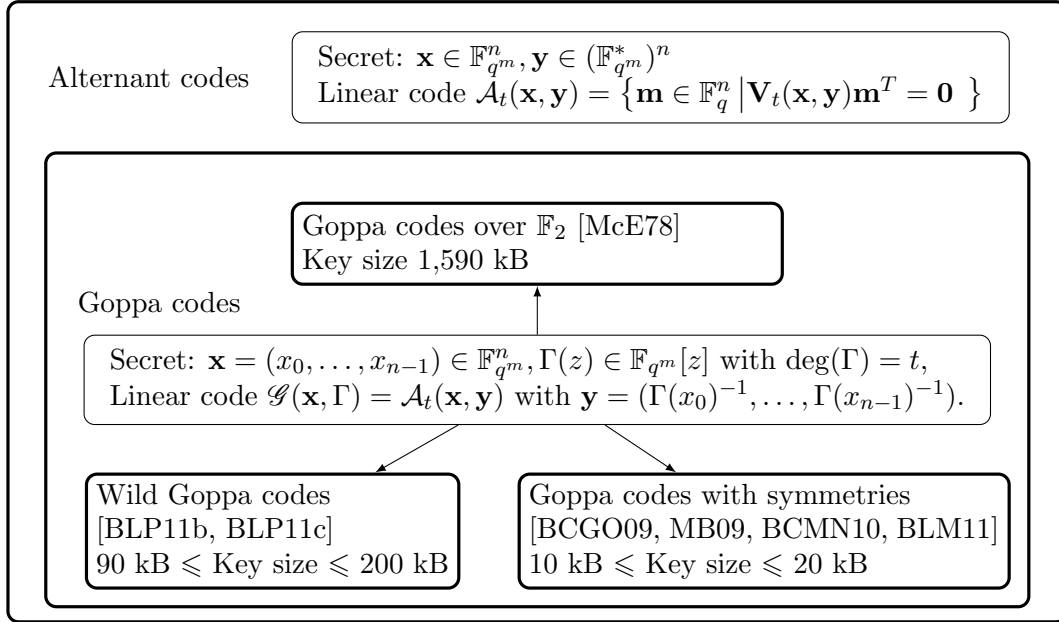 Alternant codes
Secret: 𝐱 ∈ 𝔽ⁿ_{q^m}, 𝐲 ∈ (𝔽*_{q^m})ⁿ
Linear code 𝒜_t(𝐱, 𝐲) = {𝐦 ∈ 𝔽ⁿ_q | 𝐕_t(𝐱, 𝐲)𝐦^T = 𝟎 }
Goppa codes over 𝔽₂ [McE78]
Key size 1,590 kB
Goppa codes
Secret: 𝐱 = (x₀, . . . , x_{n−1}) ∈ 𝔽ⁿ_{q^m}, Γ(z) ∈ 𝔽_{q^m}[z] with deg(Γ) = t,
Linear code 𝒢(𝐱, Γ) = 𝒜_t(𝐱, 𝐲) with 𝐲 = (Γ(x₀)^{−1}, . . . , Γ(x_{n−1})^{−1}).
Wild Goppa codes
[BLP11b, BLP11c]
90 kB ⩽ Key size ⩽ 200 kB
Goppa codes with symmetries
[BCGO09, MB09, BCMN10, BLM11]
10 kB ⩽ Key size ⩽ 20 kB